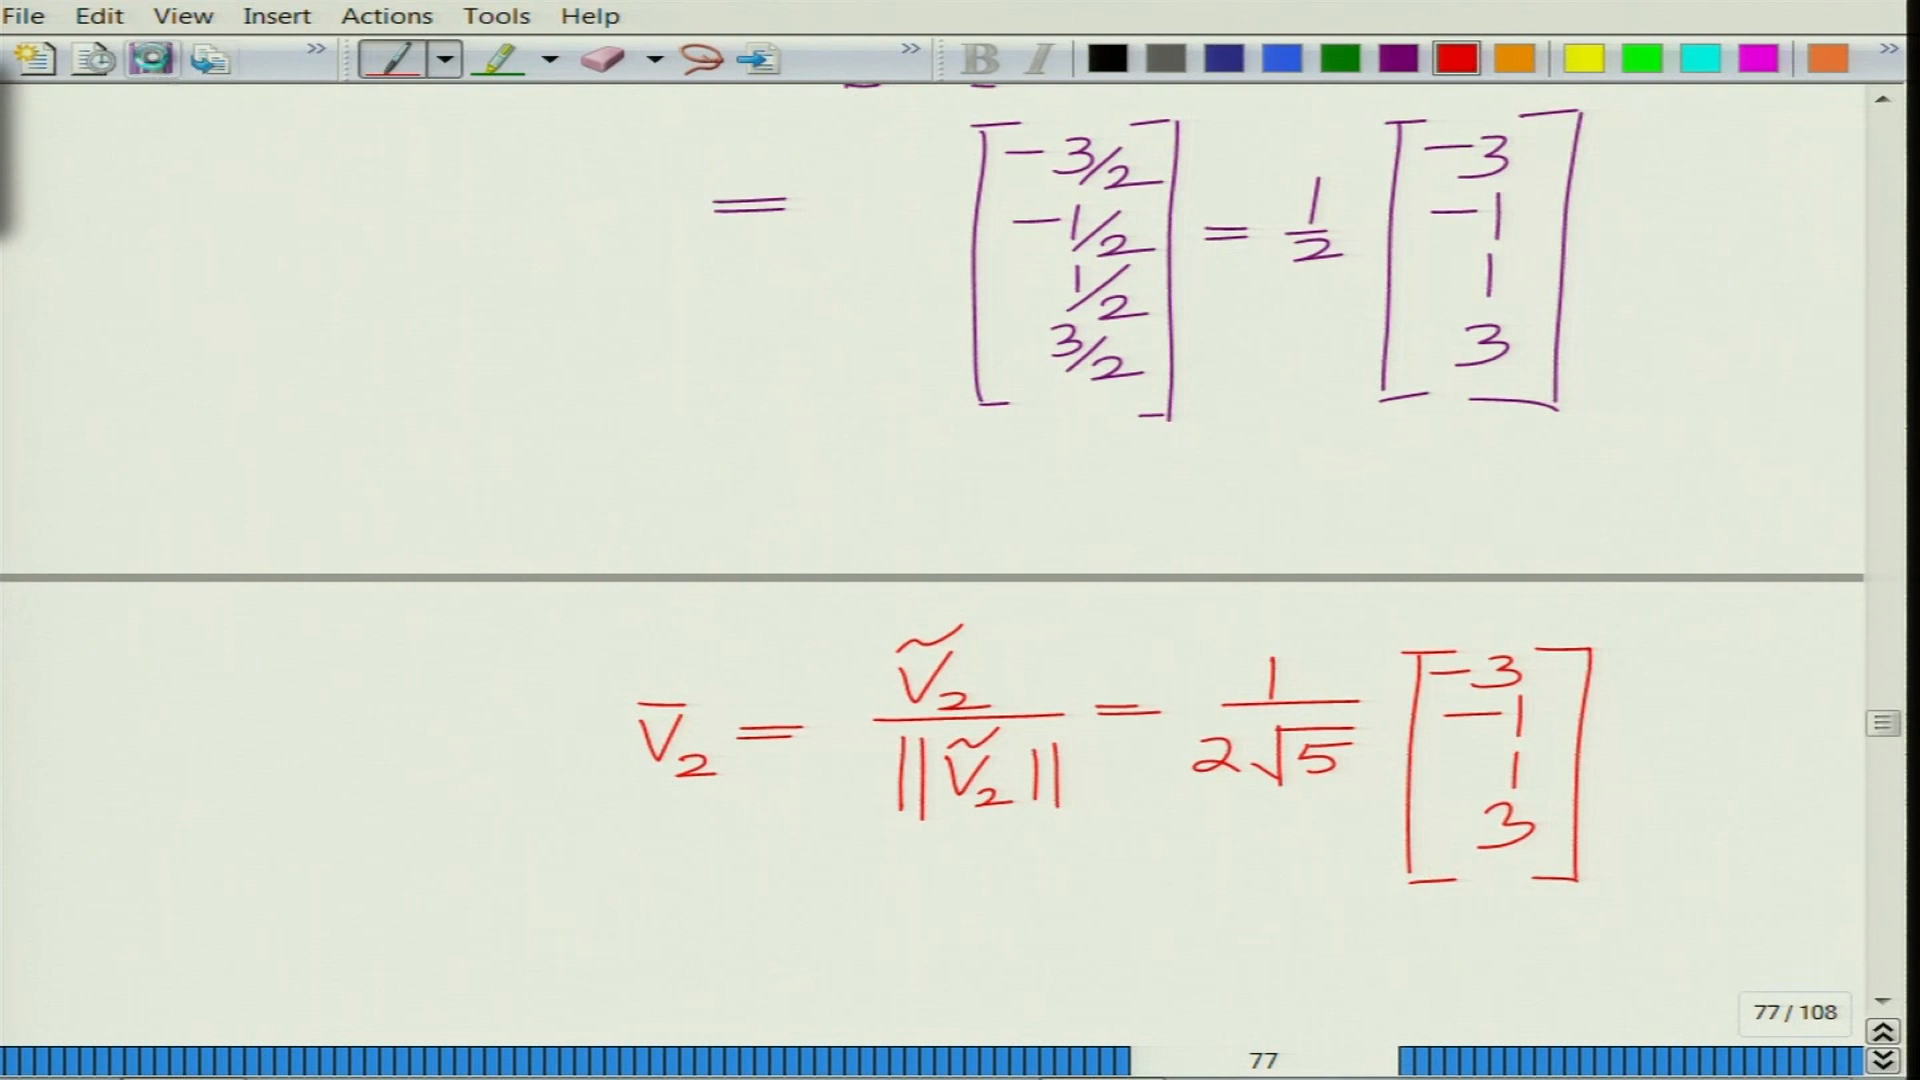 File Edit View Insert Actions Tools Help
B I
= [ -3/2 -1/2 1/2 3/2 ] = 1/2 [ -3 -1 1 3 ]
V̄₂ = Ṽ₂ / ||Ṽ₂|| = 1 / 2√5 [ -3 -1 1 3 ]
77 / 108
77